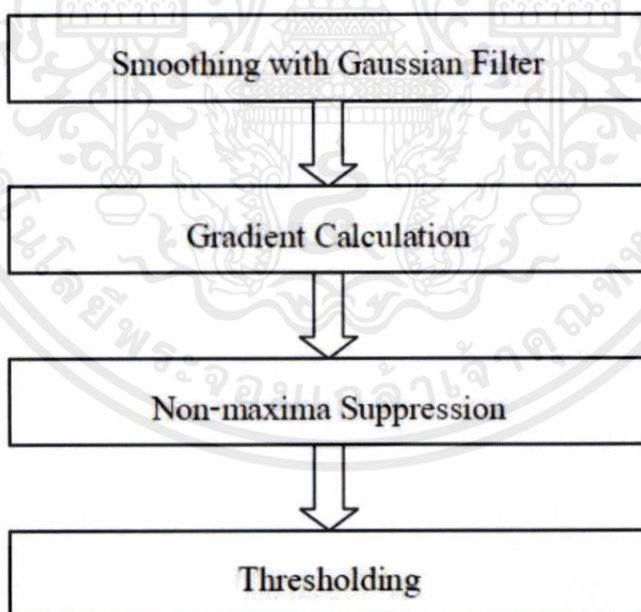 Smoothing with Gaussian Filter
Gradient Calculation
Non-maxima Suppression
Thresholding